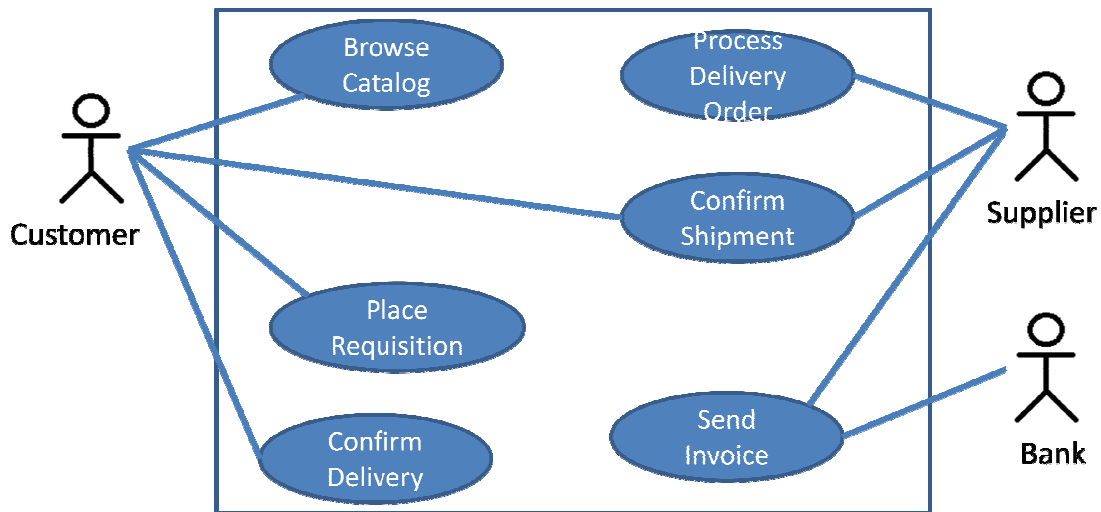 Browse
Catalog
Process
Delivery
Order
Customer
Confirm
Shipment
Supplier
Place
Requisition
Confirm
Delivery
Send
Invoice
Bank